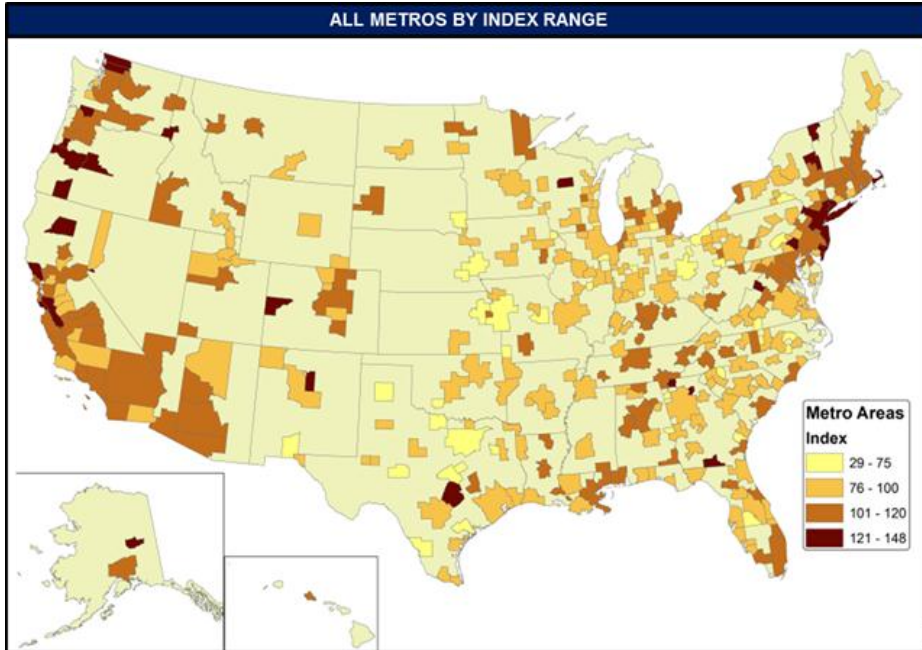 ALL METROS BY INDEX RANGE
Metro Areas
Index
29 - 75
76 - 100
101 - 120
121 - 148